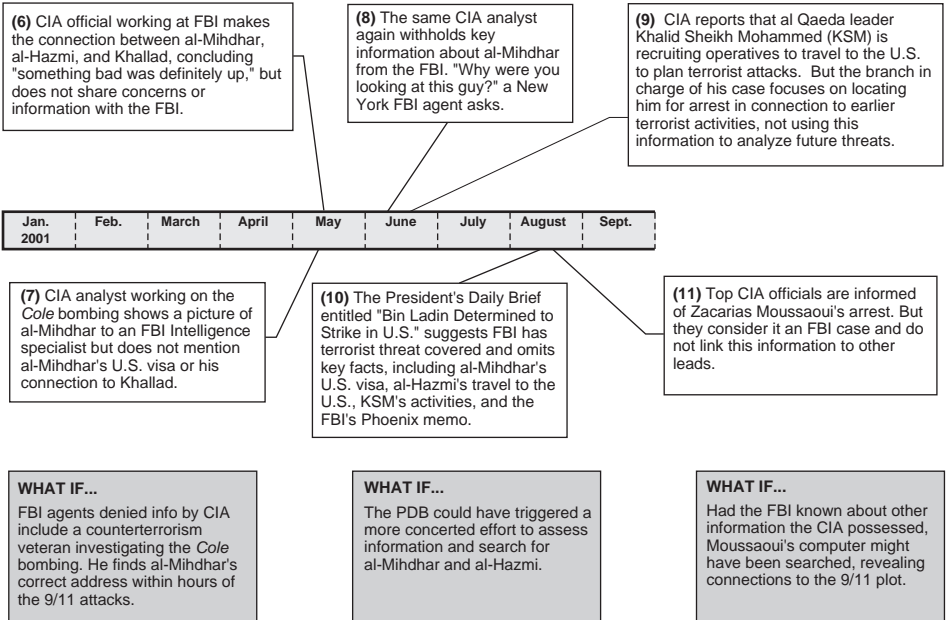 (6) CIA official working at FBI makes
the connection between al-Mihdhar,
al-Hazmi, and Khallad, concluding
"something bad was definitely up," but
does not share concerns or
information with the FBI.
(8) The same CIA analyst
again withholds key
information about al-Mihdhar
from the FBI. "Why were you
looking at this guy?" a New
York FBI agent asks.
(9) CIA reports that al Qaeda leader
Khalid Sheikh Mohammed (KSM) is
recruiting operatives to travel to the U.S.
to plan terrorist attacks. But the branch in
charge of his case focuses on locating
him for arrest in connection to earlier
terrorist activities, not using this
information to analyze future threats.
Jan. Feb. March April May June July August Sept.
2001
(7) CIA analyst working on the
Cole bombing shows a picture of
al-Mihdhar to an FBI Intelligence
specialist but does not mention
al-Mihdhar's U.S. visa or his
connection to Khallad.
(10) The President's Daily Brief
entitled "Bin Ladin Determined to
Strike in U.S." suggests FBI has
terrorist threat covered and omits
key facts, including al-Mihdhar's
U.S. visa, al-Hazmi's travel to the
U.S., KSM's activities, and the
FBI's Phoenix memo.
(11) Top CIA officials are informed
of Zacarias Moussaoui's arrest. But
they consider it an FBI case and do
not link this information to other
leads.
WHAT IF...
FBI agents denied info by CIA
include a counterterrorism
veteran investigating the Cole
bombing. He finds al-Mihdhar's
correct address within hours of
the 9/11 attacks.
WHAT IF...
The PDB could have triggered a
more concerted effort to assess
information and search for
al-Mihdhar and al-Hazmi.
WHAT IF...
Had the FBI known about other
information the CIA possessed,
Moussaoui's computer might
have been searched, revealing
connections to the 9/11 plot.